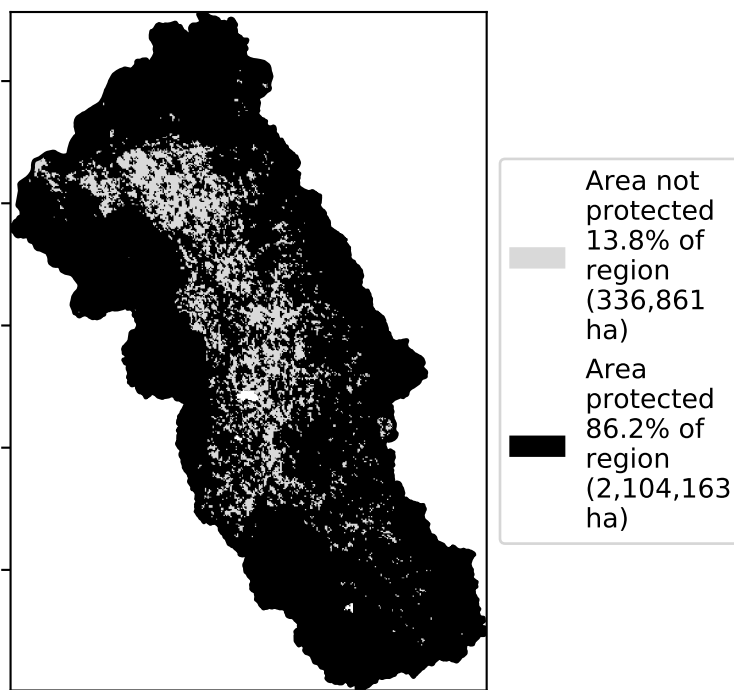 Area not
protected
13.8% of
region
(336,861
ha)
Area
protected
86.2% of
region
(2,104,163
ha)